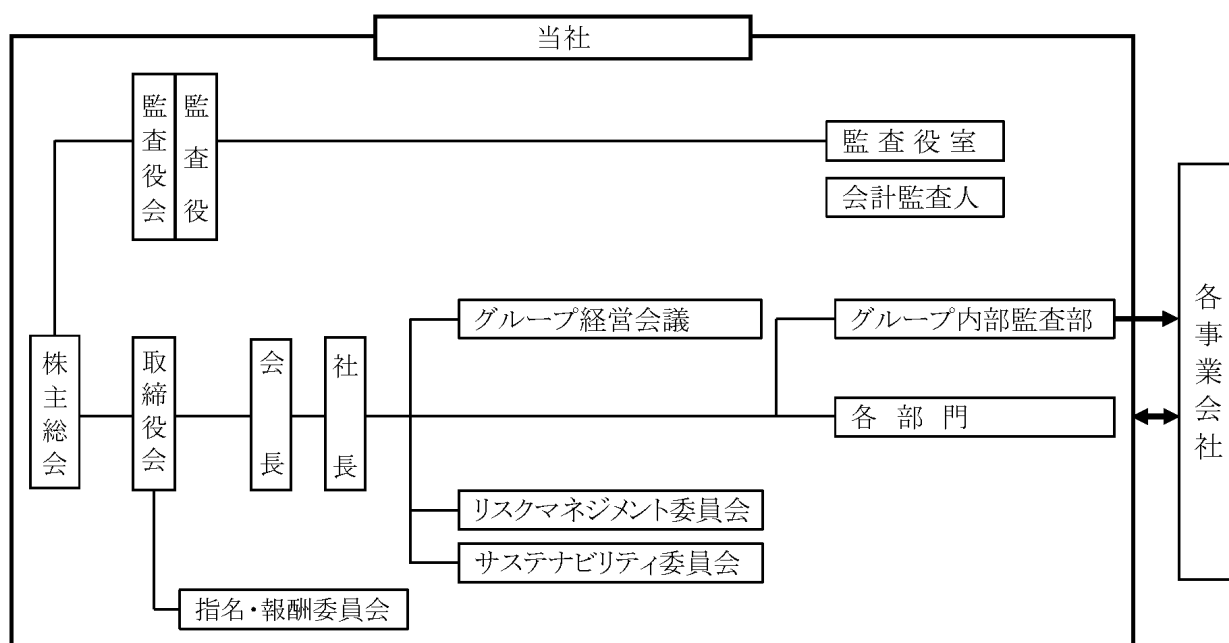 当社
監査役会
監査役
監査役室
会計監査人
グループ経営会議
グループ内部監査部
各事業会社
株主総会
取締役会
会長
社長
各部門
リスクマネジメント委員会
サステナビリティ委員会
指名・報酬委員会